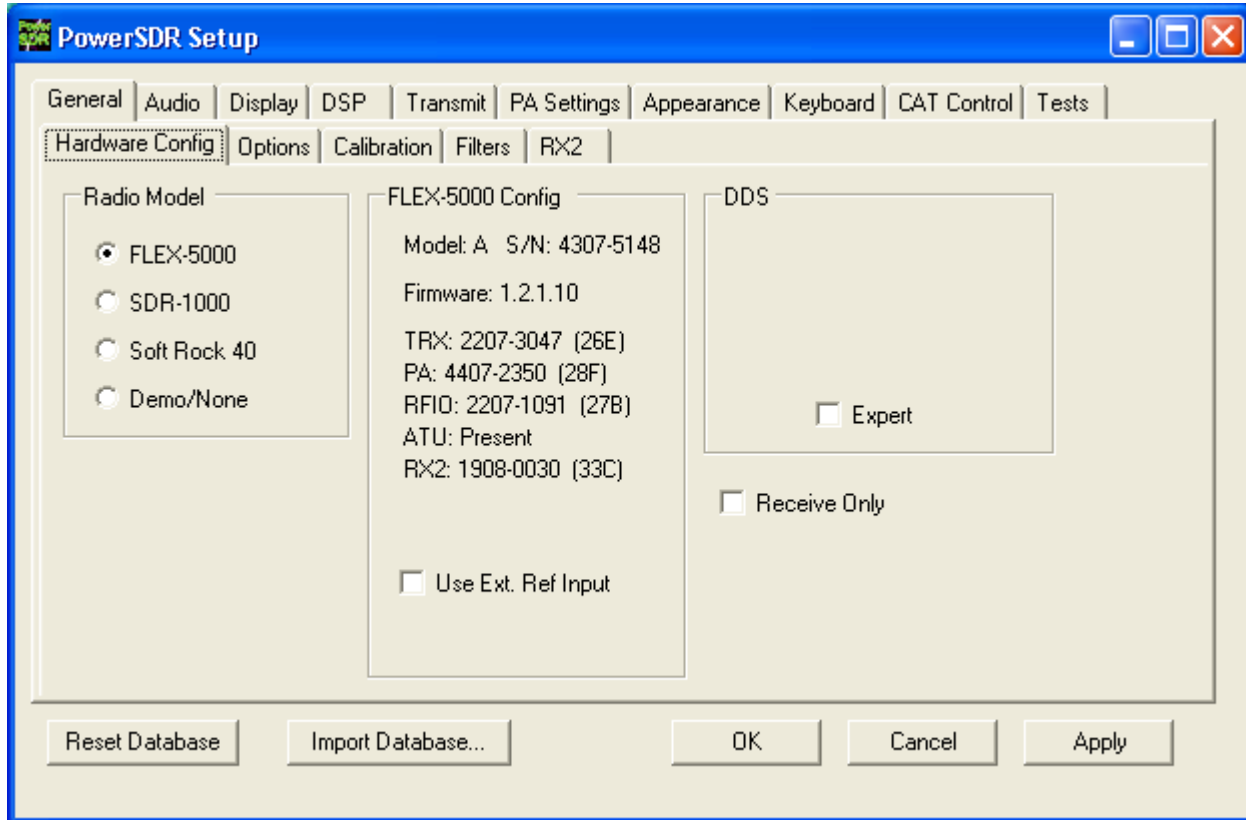 Power SDR PowerSDR Setup
General Audio Display DSP Transmit PA Settings Appearance Keyboard CAT Control Tests
Hardware Config Options Calibration Filters RX2
Radio Model
FLEX-5000
SDR-1000
Soft Rock 40
Demo/None
FLEX-5000 Config
Model: A S/N: 4307-5148
Firmware: 1.2.1.10
TRX: 2207-3047 (26E)
PA: 4407-2350 (28F)
RFIO: 2207-1091 (27B)
ATU: Present
RX2: 1908-0030 (33C)
Use Ext. Ref Input
DDS
Expert
Receive Only
Reset Database Import Database... OK Cancel Apply